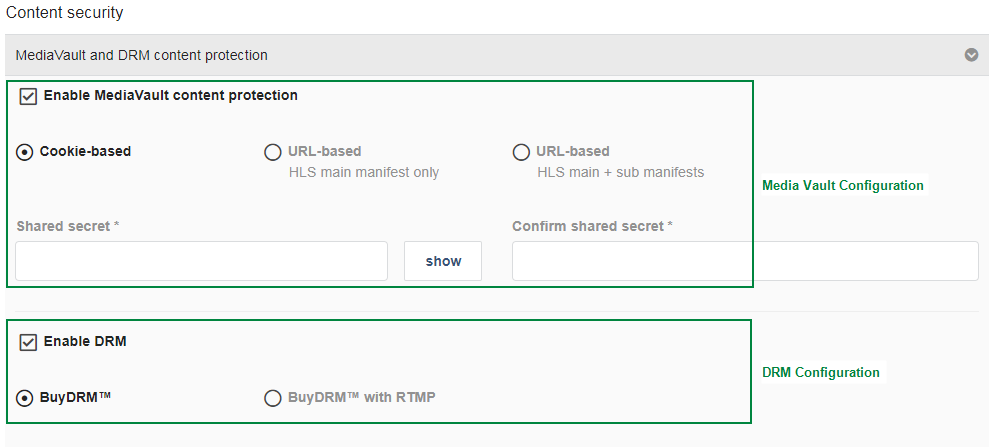 Content security
MediaVault and DRM content protection
Enable MediaVault content protection
Cookie-based
URL-based
HLS main manifest only
URL-based
HLS main + sub manifests
Media Vault Configuration
Shared secret *
Confirm shared secret *
show
Enable DRM
DRM Configuration
BuyDRM™
BuyDRM™ with RTMP